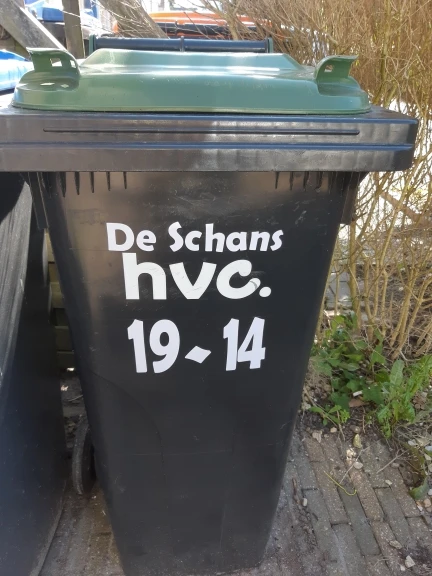 De Schans
hvc.
19-14